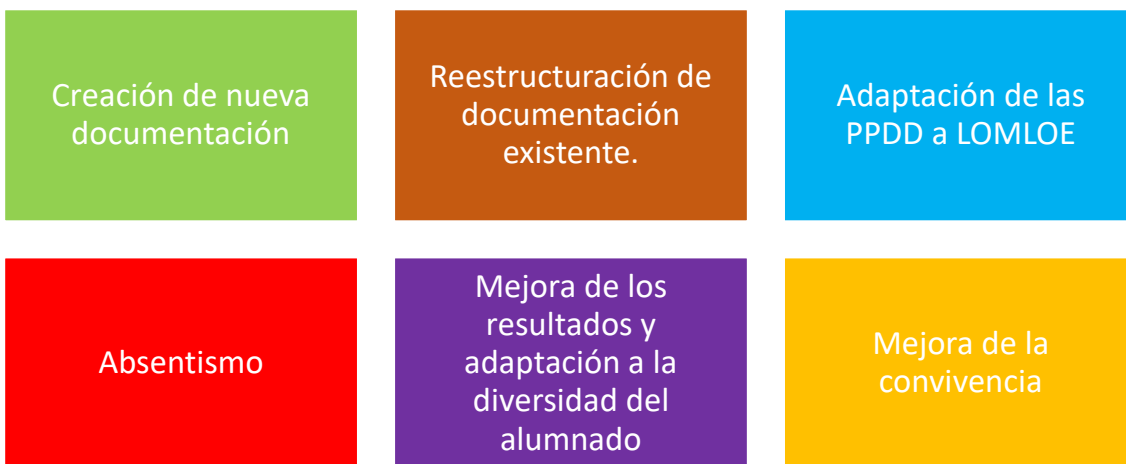 Creación de nueva
documentación
Reestructuración de
documentación
existente.
Adaptación de las
PPDD a LOMLOE
Absentismo
Mejora de los
resultados y
adaptación a la
diversidad del
alumnado
Mejora de la
convivencia